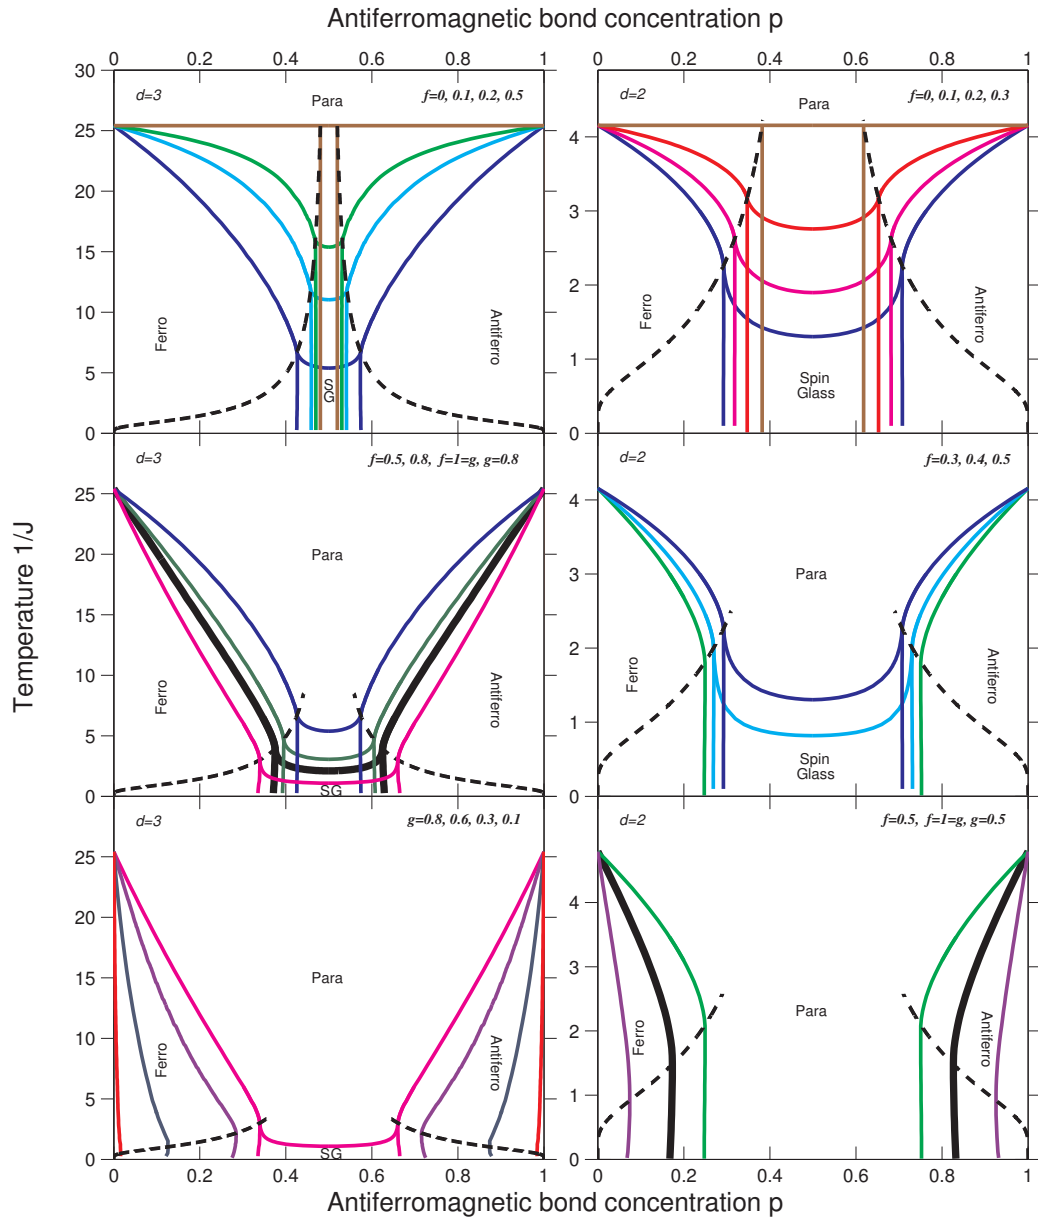 Antiferromagnetic bond concentration p
0 0.2 0.4 0.6 0.8 1
0 0.2 0.4 0.6 0.8 1
Temperature 1/J
30
25
20
15
10
5
0
d=3
Para
f=0, 0.1, 0.2, 0.5
Ferro
Antiferro
S
G
4
3
2
1
0
d=2
Para
f=0, 0.1, 0.2, 0.3
Ferro
Antiferro
Spin
Glass
25
20
15
10
5
0
d=3
f=0.5, 0.8, f=1=g, g=0.8
Para
Ferro
Antiferro
SG
4
3
2
1
0
d=2
f=0.3, 0.4, 0.5
Para
Ferro
Antiferro
Spin
Glass
25
20
15
10
5
0
d=3
g=0.8, 0.6, 0.3, 0.1
Para
Ferro
Antiferro
SG
4
3
2
1
0
d=2
f=0.5, f=1=g, g=0.5
Para
Ferro
Antiferro
0 0.2 0.4 0.6 0.8 1
0 0.2 0.4 0.6 0.8 1
Antiferromagnetic bond concentration p